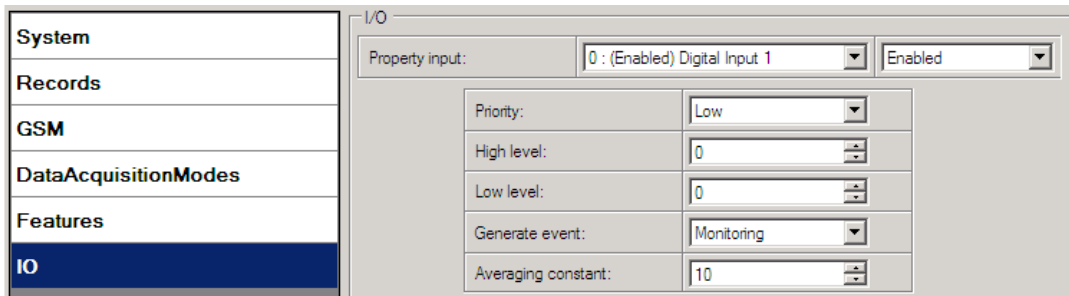 System
Records
GSM
DataAcquisitionModes
Features
IO
I/O
Property input: 0 : (Enabled) Digital Input 1 Enabled
Priority: Low
High level: 0
Low level: 0
Generate event: Monitoring
Averaging constant: 10